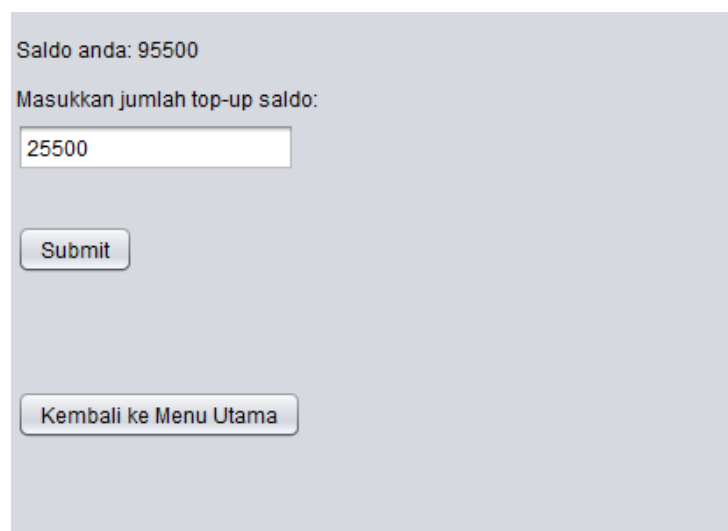 Saldo anda: 95500
Masukkan jumlah top-up saldo:
25500
Submit
Kembali ke Menu Utama